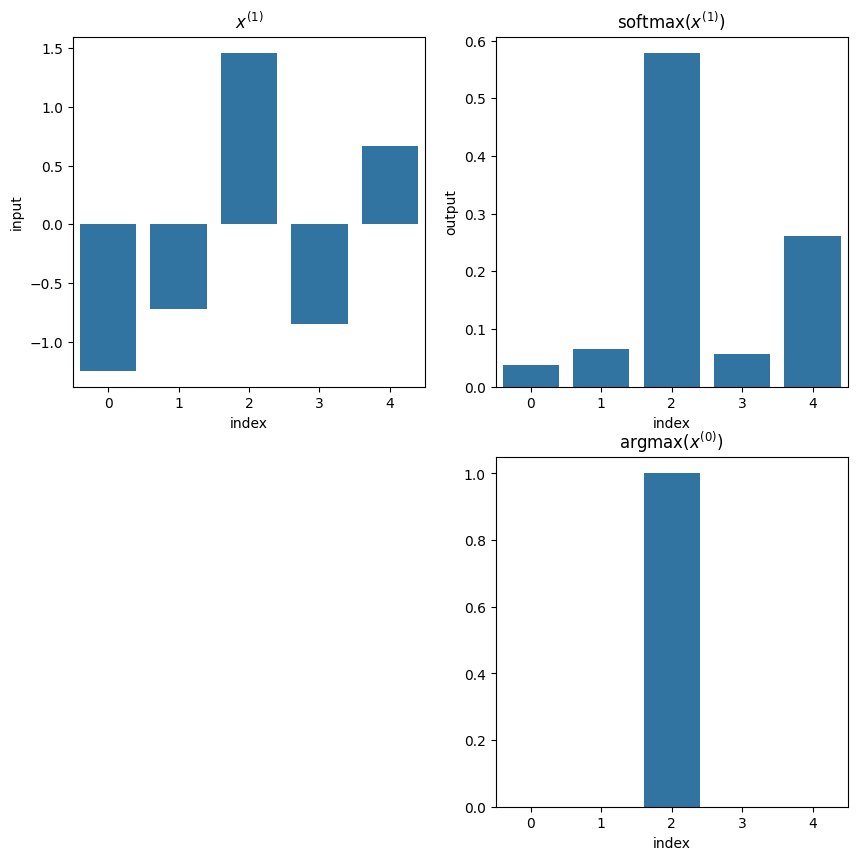 x^{(1)}
1.5
1.0
0.5
0.0
−0.5
−1.0
input
0 1 2 3 4
index
softmax(x^{(1)})
0.6
0.5
0.4
0.3
0.2
0.1
0.0
output
0 1 2 3 4
index
argmax(x^{(0)})
1.0
0.8
0.6
0.4
0.2
0.0
0 1 2 3 4
index